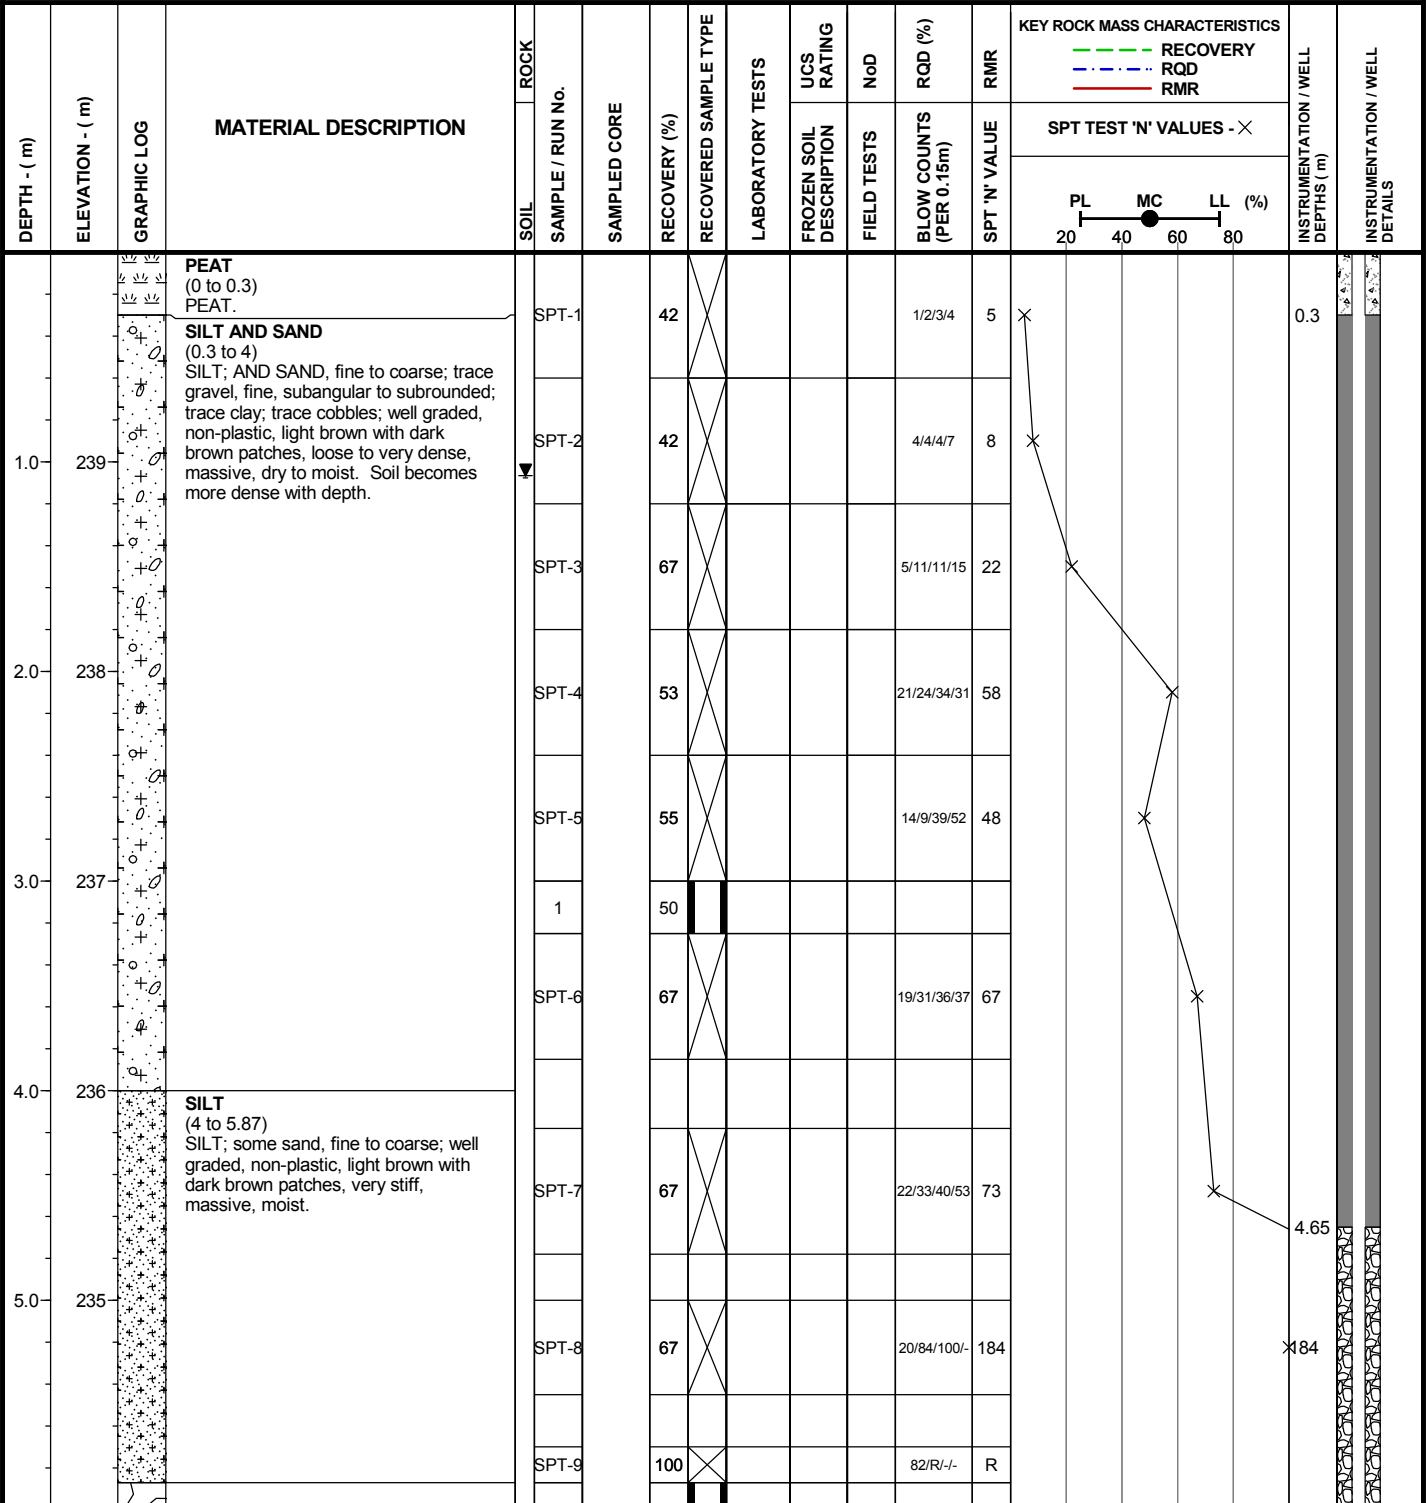 DEPTH - ( m)
ELEVATION - ( m)
GRAPHIC LOG
MATERIAL DESCRIPTION
SOIL
ROCK
SAMPLE / RUN No.
SAMPLED CORE
RECOVERY (%)
RECOVERED SAMPLE TYPE
LABORATORY TESTS
UCS
RATING
FROZEN SOIL
DESCRIPTION
NoD
FIELD TESTS
RQD (%)
BLOW COUNTS
(PER 0.15m)
RMR
SPT 'N' VALUE
KEY ROCK MASS CHARACTERISTICS
RECOVERY
RQD
RMR
SPT TEST 'N' VALUES - X
PL MC LL (%)
20 40 60 80
INSTRUMENTATION / WELL
DEPTHS ( m)
INSTRUMENTATION / WELL
DETAILS
PEAT
(0 to 0.3)
PEAT.
SPT-1 42 1/2/3/4 5 0.3
SILT AND SAND
(0.3 to 4)
SILT; AND SAND, fine to coarse; trace
gravel, fine, subangular to subrounded;
trace clay; trace cobbles; well graded,
non-plastic, light brown with dark
brown patches, loose to very dense,
massive, dry to moist. Soil becomes
more dense with depth.
SPT-2 42 4/4/4/7 8
1.0 239
SPT-3 67 5/11/11/15 22
2.0 238
SPT-4 53 21/24/34/31 58
SPT-5 55 14/9/39/52 48
3.0 237
1 50
SPT-6 67 19/31/36/37 67
4.0 236
SILT
(4 to 5.87)
SILT; some sand, fine to coarse; well
graded, non-plastic, light brown with
dark brown patches, very stiff,
massive, moist.
SPT-7 67 22/33/40/53 73
4.65
5.0 235
SPT-8 67 20/84/100/- 184 184
SPT-9 100 82/R/-/- R